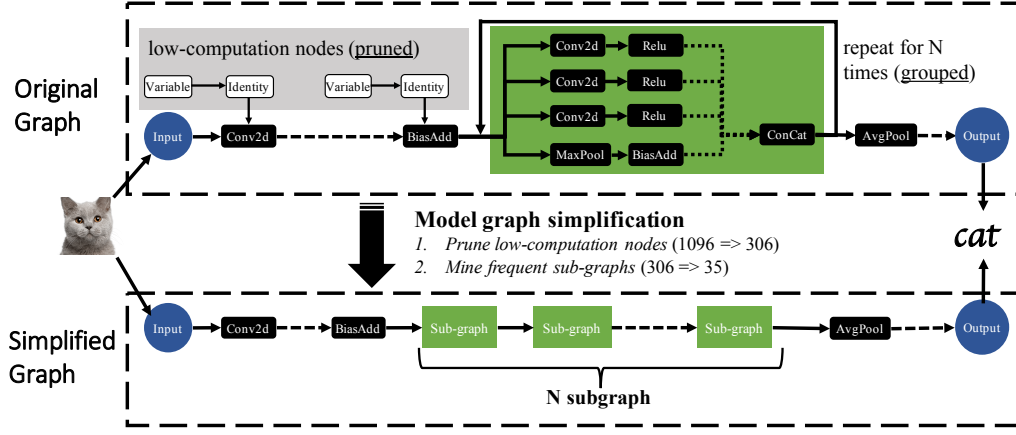 low-computation nodes (pruned)
Variable
Identity
Variable
Identity
Original
Graph
Input
Conv2d
BiasAdd
Conv2d
Relu
Conv2d
Relu
Conv2d
Relu
MaxPool
BiasAdd
ConCat
repeat for N
times (grouped)
AvgPool
Output
Model graph simplification
1. Prune low-computation nodes (1096 => 306)
2. Mine frequent sub-graphs (306 => 35)
cat
Simplified
Graph
Input
Conv2d
BiasAdd
Sub-graph
Sub-graph
Sub-graph
AvgPool
Output
N subgraph